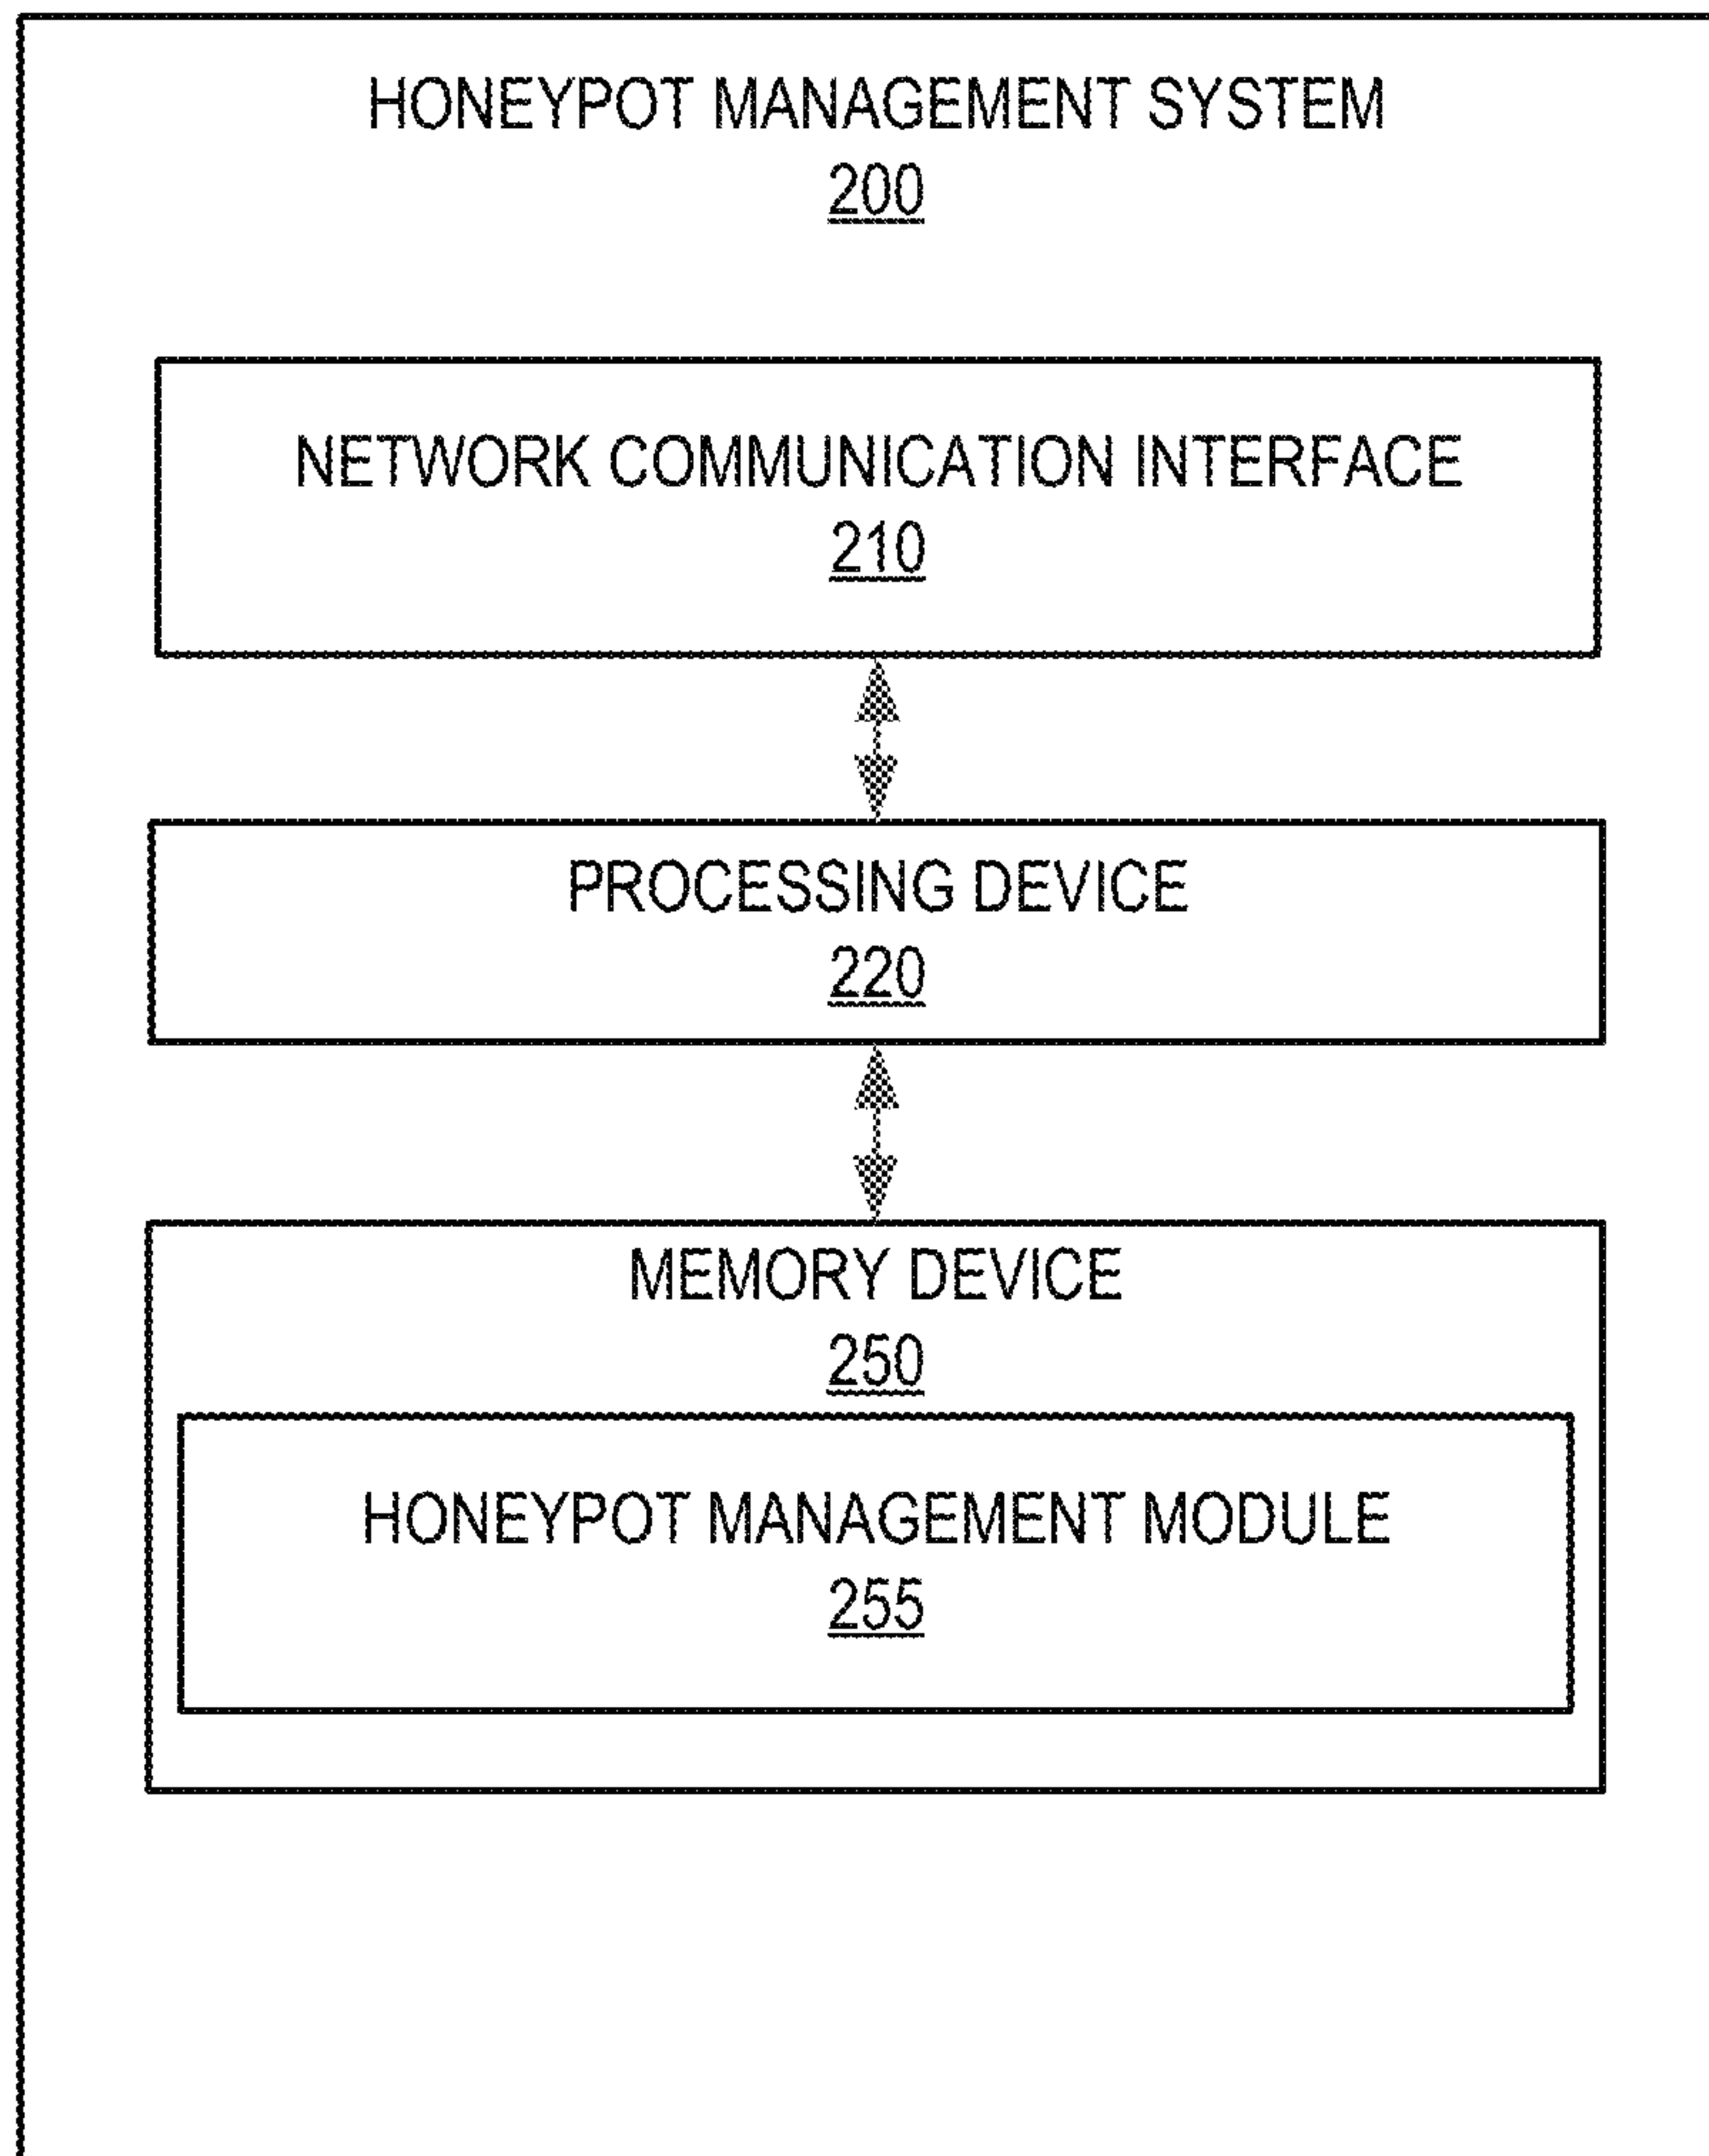 HONEYPOT MANAGEMENT SYSTEM
200
NETWORK COMMUNICATION INTERFACE
210
PROCESSING DEVICE
220
MEMORY DEVICE
250
HONEYPOT MANAGEMENT MODULE
255